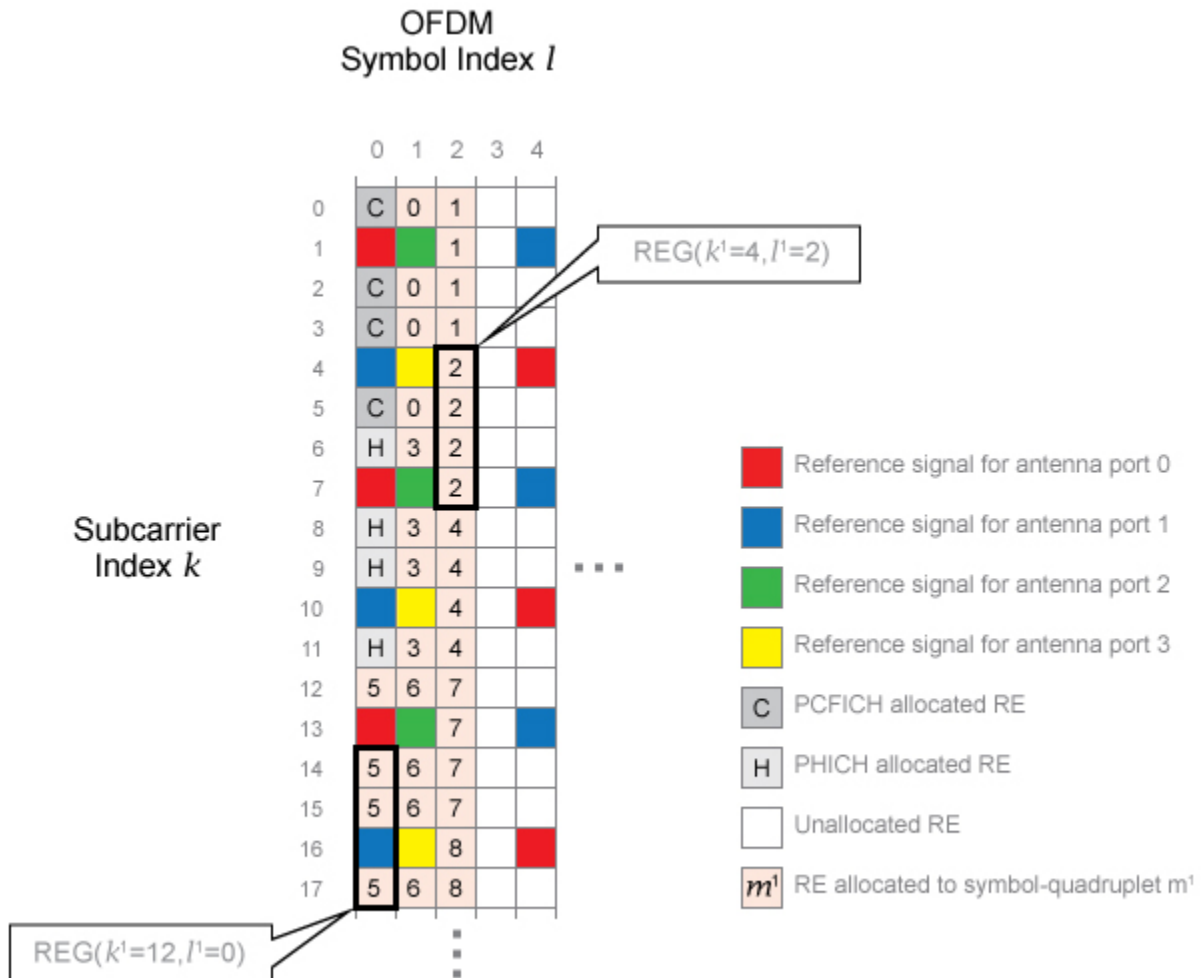 OFDM
Symbol Index l
0 1 2 3 4
0 C 0 1
1 1
2 C 0 1
3 C 0 1
4 2
5 C 0 2
6 H 3 2
7 2
8 H 3 4
9 H 3 4
10 4
11 H 3 4
12 5 6 7
13 7
14 5 6 7
15 5 6 7
16 8
17 5 6 8
REG(k¹=4,l¹=2)
Subcarrier
Index k
Reference signal for antenna port 0
Reference signal for antenna port 1
Reference signal for antenna port 2
Reference signal for antenna port 3
C PCFICH allocated RE
H PHICH allocated RE
Unallocated RE
m¹ RE allocated to symbol-quadruplet m¹
REG(k¹=12,l¹=0)